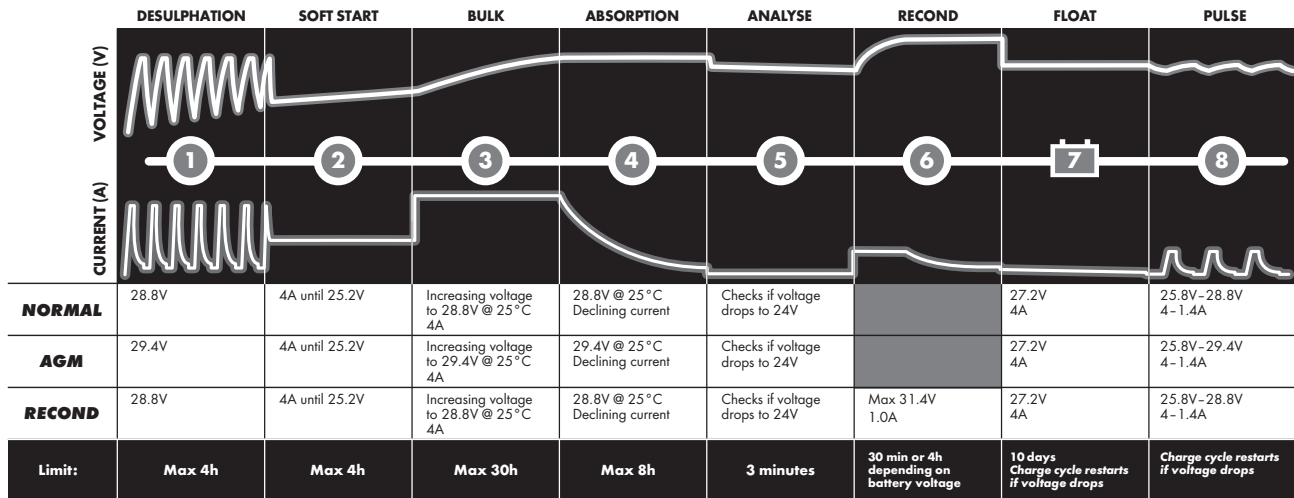 DESULPHATION SOFT START BULK ABSORPTION ANALYSE RECOND FLOAT PULSE
VOLTAGE (V)
1 2 3 4 5 6 7 8
CURRENT (A)
NORMAL
28.8V
4A until 25.2V
Increasing voltage
to 28.8V @ 25°C
4A
28.8V @ 25°C
Declining current
Checks if voltage
drops to 24V
27.2V
4A
25.8V–28.8V
4–1.4A
AGM
29.4V
4A until 25.2V
Increasing voltage
to 29.4V @ 25°C
4A
29.4V @ 25°C
Declining current
Checks if voltage
drops to 24V
27.2V
4A
25.8V–29.4V
4–1.4A
RECOND
28.8V
4A until 25.2V
Increasing voltage
to 28.8V @ 25°C
4A
28.8V @ 25°C
Declining current
Checks if voltage
drops to 24V
Max 31.4V
1.0A
27.2V
4A
25.8V–28.8V
4–1.4A
Limit:
Max 4h
Max 4h
Max 30h
Max 8h
3 minutes
30 min or 4h
depending on
battery voltage
10 days
Charge cycle restarts
if voltage drops
Charge cycle restarts
if voltage drops